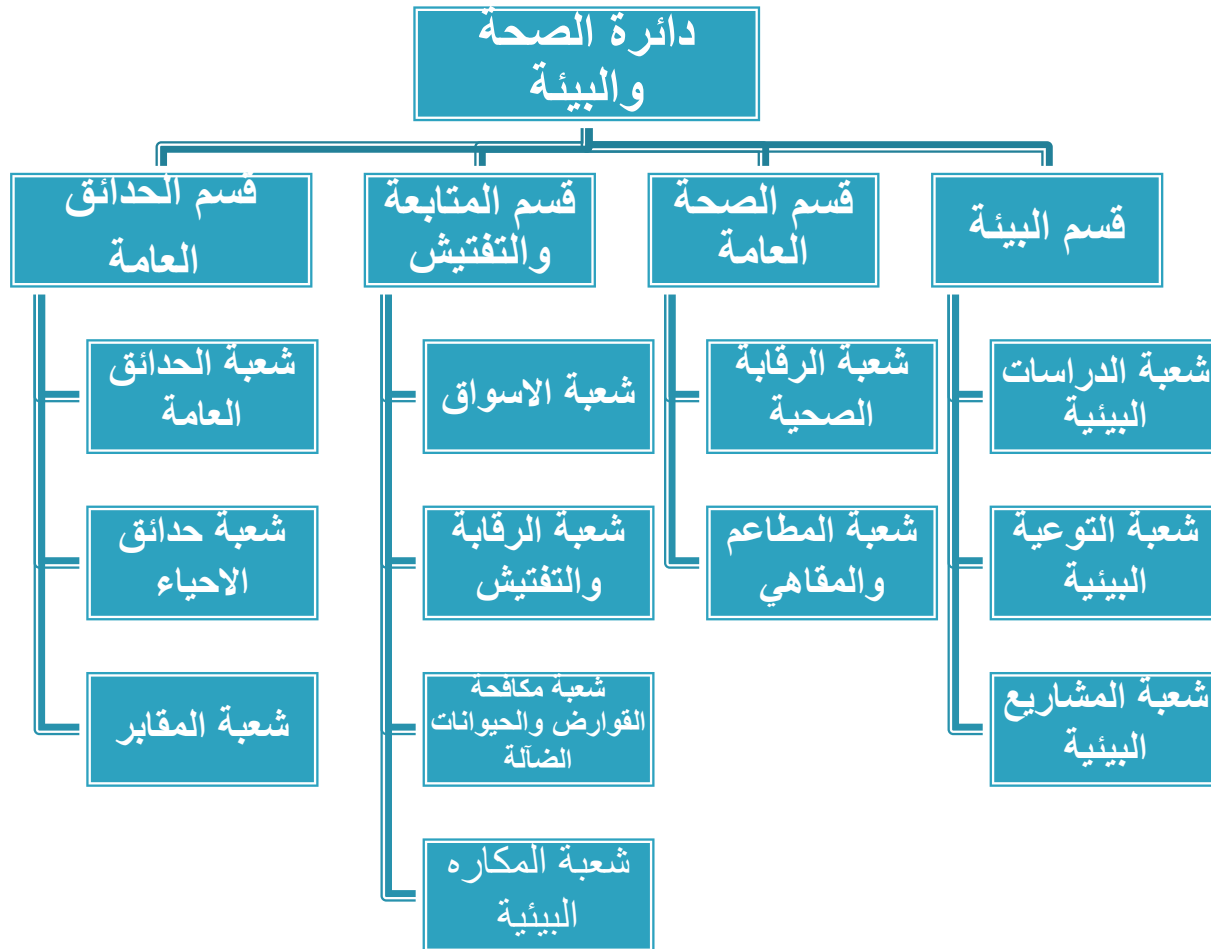 دائرة الصحة
والبيئة
قسم البيئة
قسم الصحة
العامة
قسم المتابعة
والتفتيش
قسم الحدائق
العامة
شعبة الدراسات
البيئية
شعبة التوعية
البيئية
شعبة المشاريع
البيئية
شعبة الرقابة
الصحية
شعبة المطاعم
والمقاهي
شعبة الاسواق
شعبة الرقابة
والتفتيش
شعبة مكافحة
القوارض والحيوانات
الضآلة
شعبة المكاره
البيئية
شعبة الحدائق
العامة
شعبة حدائق
الاحياء
شعبة المقابر